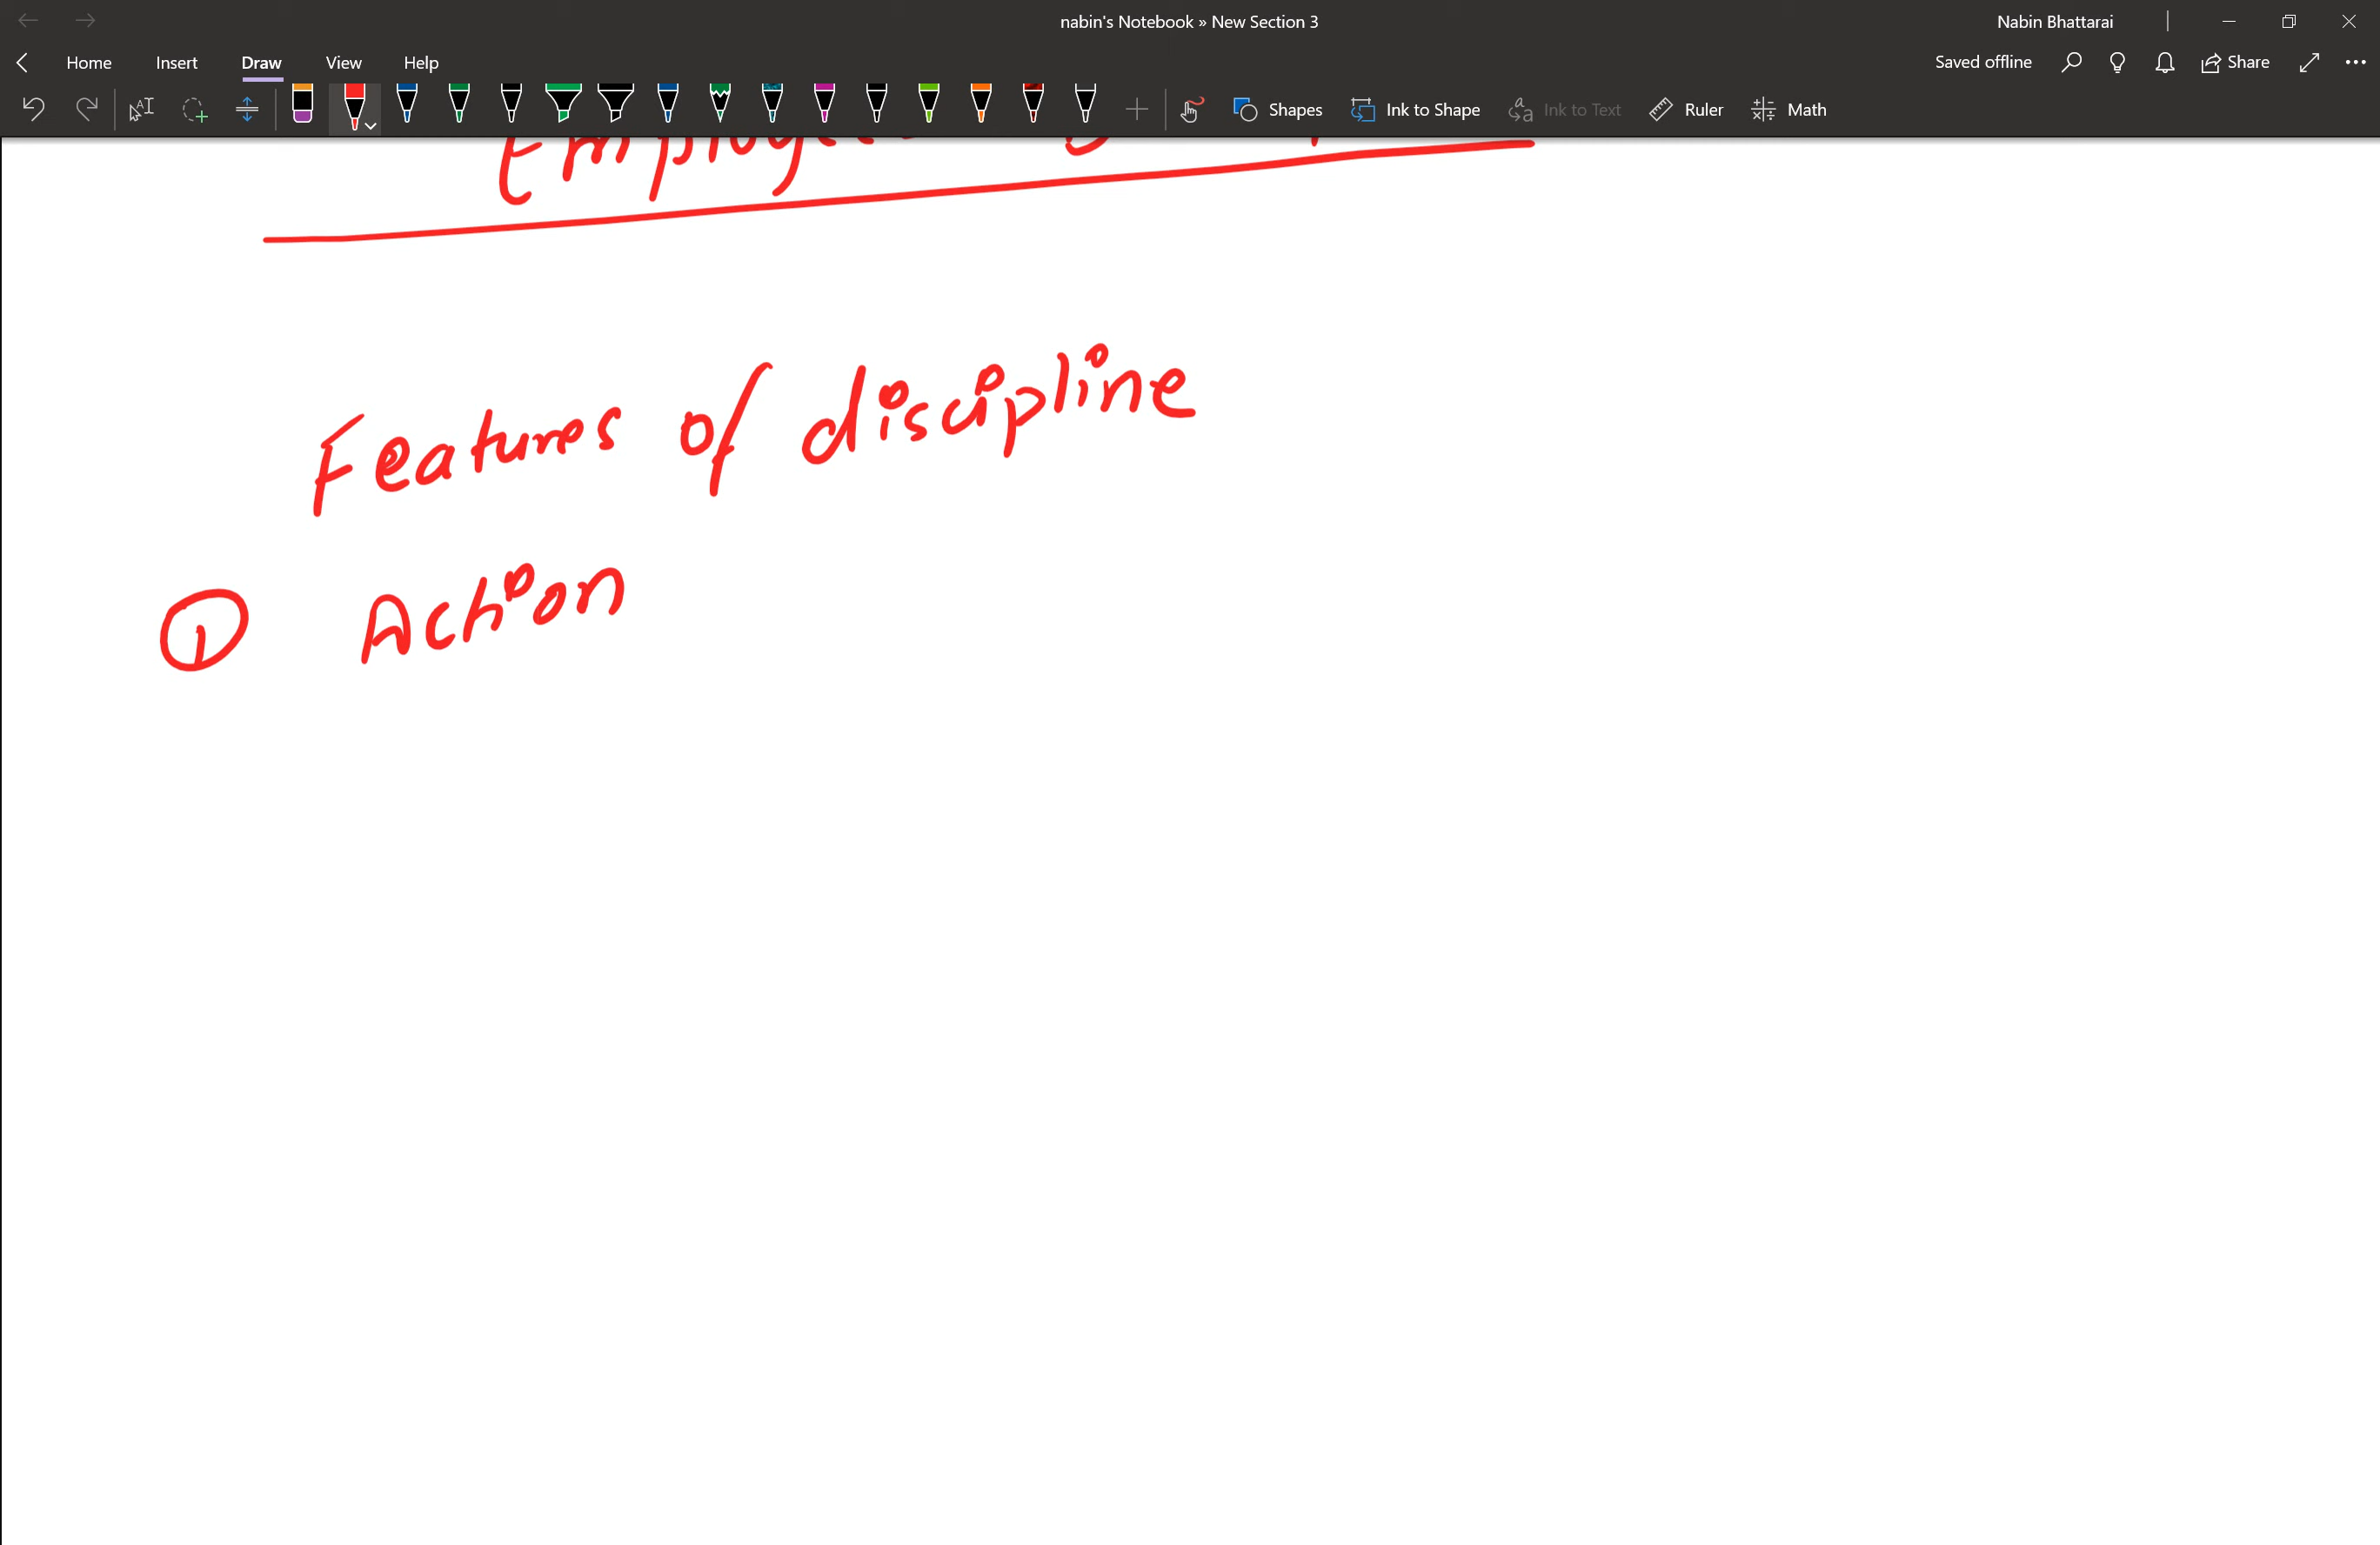 nabin's Notebook » New Section 3
Nabin Bhattarai
Home Insert Draw View Help
Saved offline
Share
Shapes Ink to Shape Ink to Text Ruler Math
Features of discipline
① Action